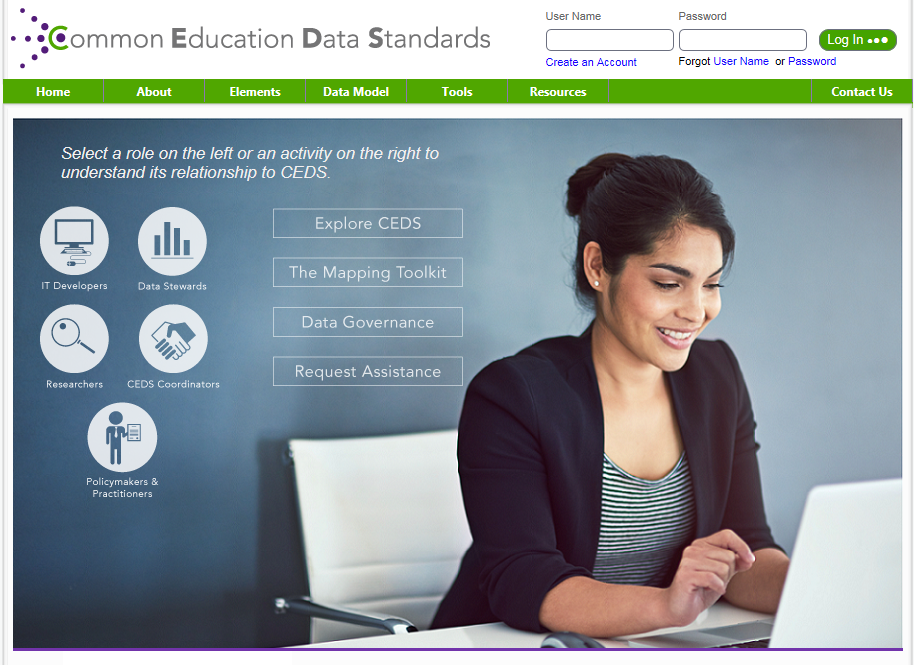 Common Education Data Standards
User Name
Password
Log In
Create an Account
Forgot User Name or Password
Home
About
Elements
Data Model
Tools
Resources
Contact Us
Select a role on the left or an activity on the right to
understand its relationship to CEDS.
IT Developers
Data Stewards
Researchers
CEDS Coordinators
Policymakers &
Practitioners
Explore CEDS
The Mapping Toolkit
Data Governance
Request Assistance